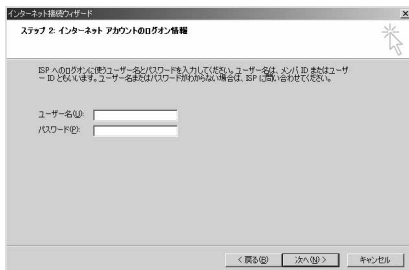 インターネット接続ウィザード
ステップ 2: インターネット アカウントのログオン情報
ISP へのログオンに使うユーザー名とパスワードを入力してください。ユーザー名は、メンバ ID またはユーザ
ー ID ともいいます。ユーザー名またはパスワードがわからない場合は、ISP に問い合わせてください。
ユーザー名(U):
パスワード(P):
< 戻る(B)
次へ(N) >
キャンセル